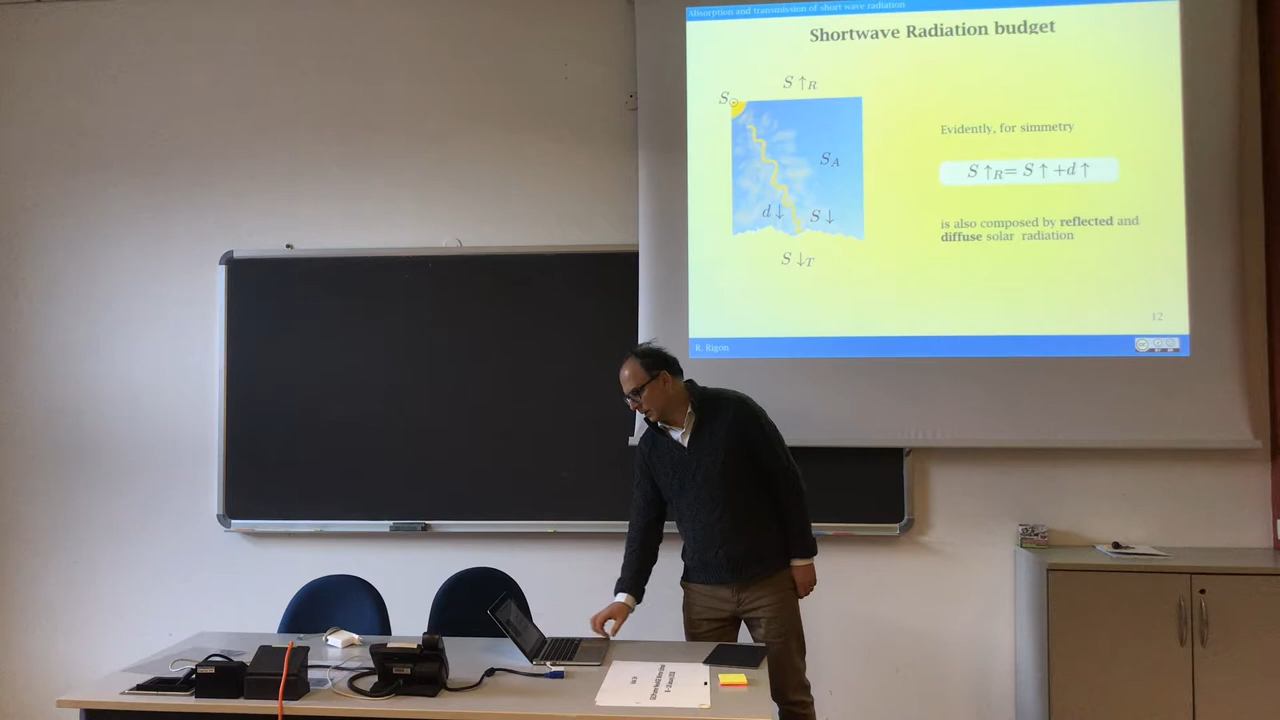 Absorption and transmission of short wave radiation
Shortwave Radiation budget
S ↑R
S⊙
Evidently, for simmetry
SA
S ↑R= S ↑ +d ↑
d ↓ S ↓
is also composed by reflected and
diffuse solar radiation
S ↓T
12
R. Rigon
cc